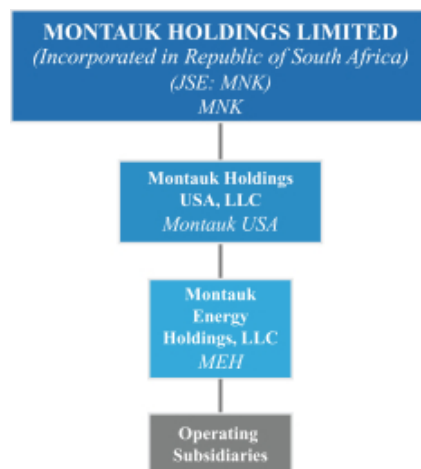 MONTAUK HOLDINGS LIMITED
(Incorporated in Republic of South Africa)
(JSE: MNK)
MNK
Montauk Holdings
USA, LLC
Montauk USA
Montauk
Energy
Holdings, LLC
MEH
Operating
Subsidiaries